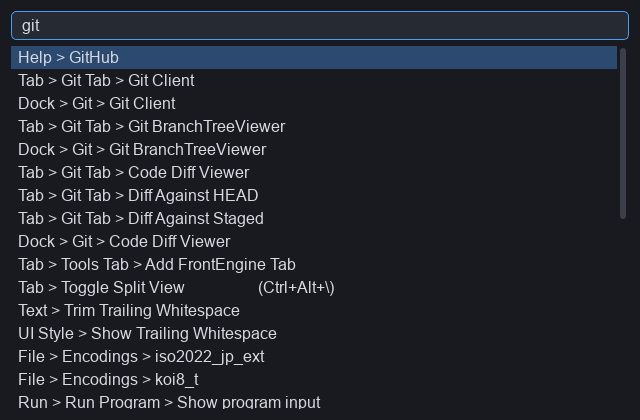 git
Help > GitHub
Tab > Git Tab > Git Client
Dock > Git > Git Client
Tab > Git Tab > Git BranchTreeViewer
Dock > Git > Git BranchTreeViewer
Tab > Git Tab > Code Diff Viewer
Tab > Git Tab > Diff Against HEAD
Tab > Git Tab > Diff Against Staged
Dock > Git > Code Diff Viewer
Tab > Tools Tab > Add FrontEngine Tab
Tab > Toggle Split View (Ctrl+Alt+\)
Text > Trim Trailing Whitespace
UI Style > Show Trailing Whitespace
File > Encodings > iso2022_jp_ext
File > Encodings > koi8_t
Run > Run Program > Show program input